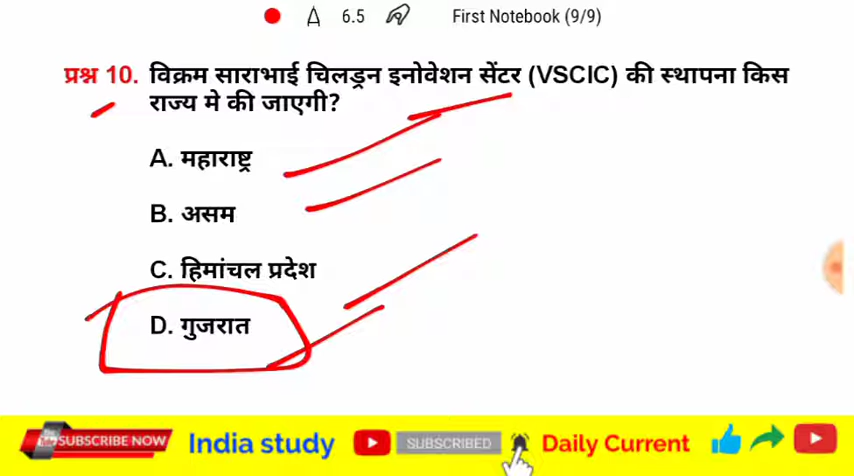 6.5 First Notebook (9/9)
प्रश्न 10. विक्रम साराभाई चिलड्रन इनोवेशन सेंटर (VSCIC) की स्थापना किस
राज्य मे की जाएगी?
A. महाराष्ट्र
B. असम
C. हिमांचल प्रदेश
D. गुजरात
SUBSCRIBE NOW India study SUBSCRIBED Daily Current